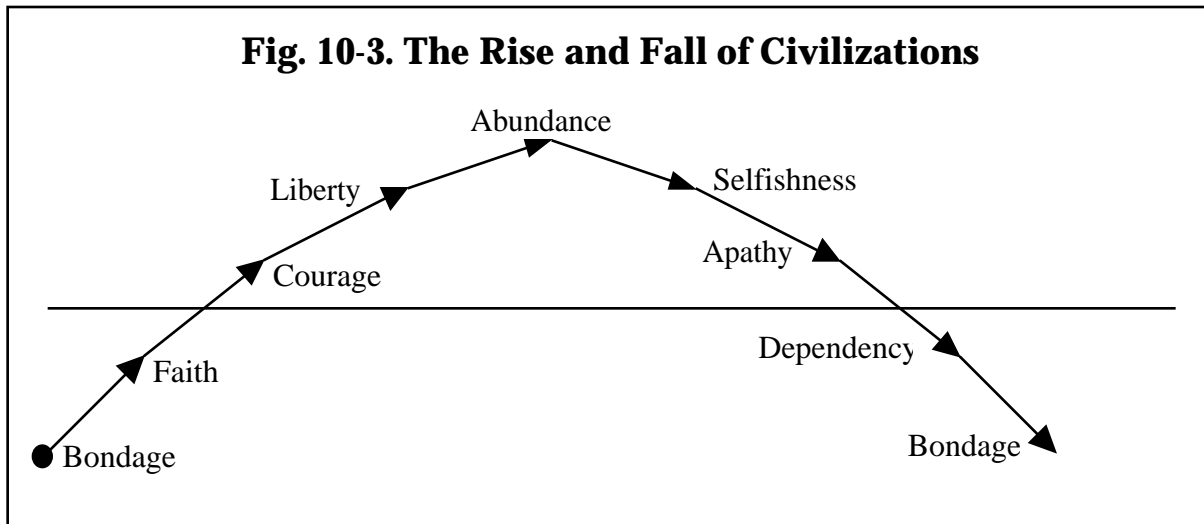 Fig. 10-3. The Rise and Fall of Civilizations
Abundance
Liberty
Selfishness
Courage
Apathy
Faith
Dependency
Bondage
Bondage